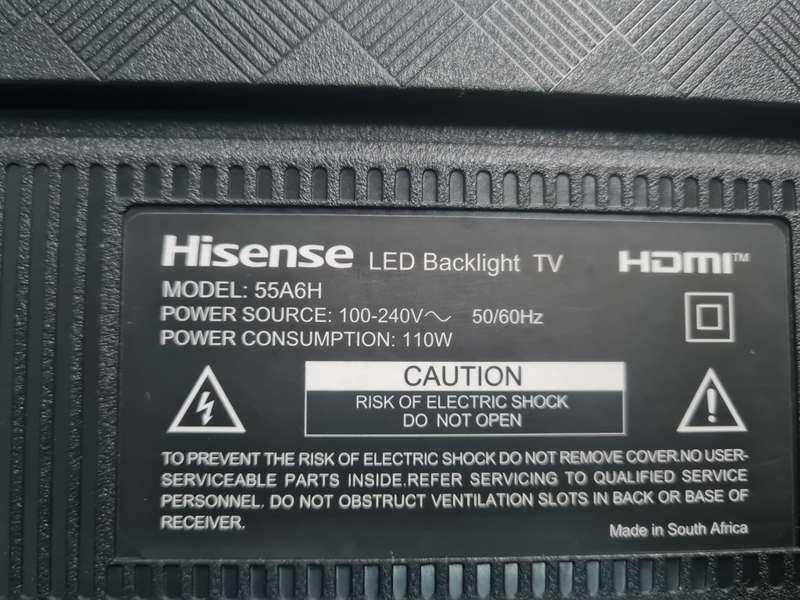 Hisense LED Backlight TV HDMI™
MODEL: 55A6H
POWER SOURCE: 100-240V～ 50/60Hz
POWER CONSUMPTION: 110W
CAUTION
RISK OF ELECTRIC SHOCK
DO NOT OPEN
TO PREVENT THE RISK OF ELECTRIC SHOCK DO NOT REMOVE COVER.NO USER-
SERVICEABLE PARTS INSIDE.REFER SERVICING TO QUALIFIED SERVICE
PERSONNEL. DO NOT OBSTRUCT VENTILATION SLOTS IN BACK OR BASE OF
RECEIVER.
Made in South Africa